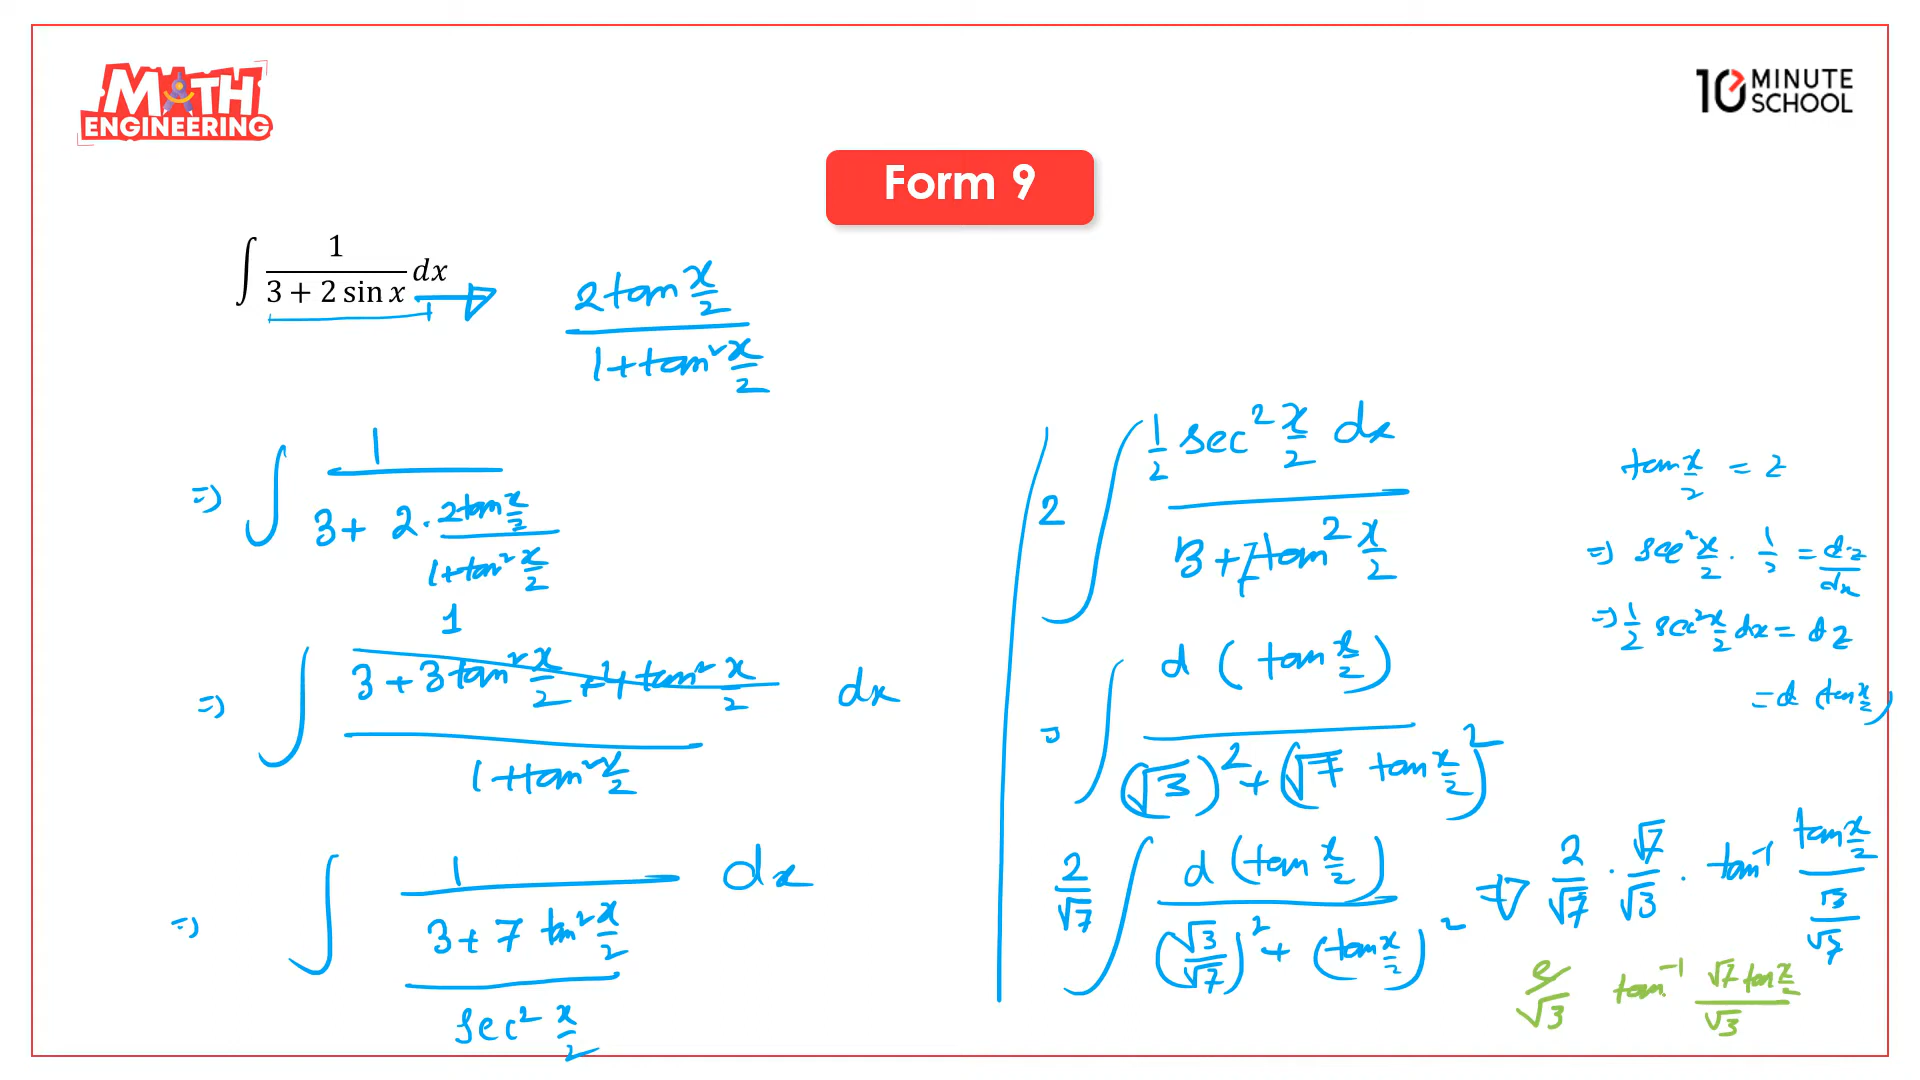 MATH
ENGINEERING
10 MINUTE
SCHOOL
Form 9
∫ 1/(3 + 2 sin x) dx
2tan x/2 / (1+tan²x/2)
=> ∫ 1 / (3+ 2· 2tan x/2 / (1+tan² x/2))
=> ∫ 1 / ((3+3tan² x/2 +4tan² x/2) / (1+tan² x/2)) dx
=> ∫ 1 / ((3+7 tan² x/2) / (sec² x/2)) dx
2 ∫ (1/2 sec² x/2 dx) / (3+7tan² x/2)
= ∫ d (tan x/2) / ((√3)² + (√7 tan x/2)²)
2/√7 ∫ d (tan x/2) / ((√3/√7)² + (tan x/2)²)
=> 2/√7 · √7/√3 · tan⁻¹ (tan x/2) / (√3/√7)
2/√3 tan⁻¹ (√7 tan x/2) / √3
tan x/2 = z
=> sec² x/2 · 1/2 = dz/dx
=> 1/2 sec² x/2 dx = dz
= d (tan x/2)